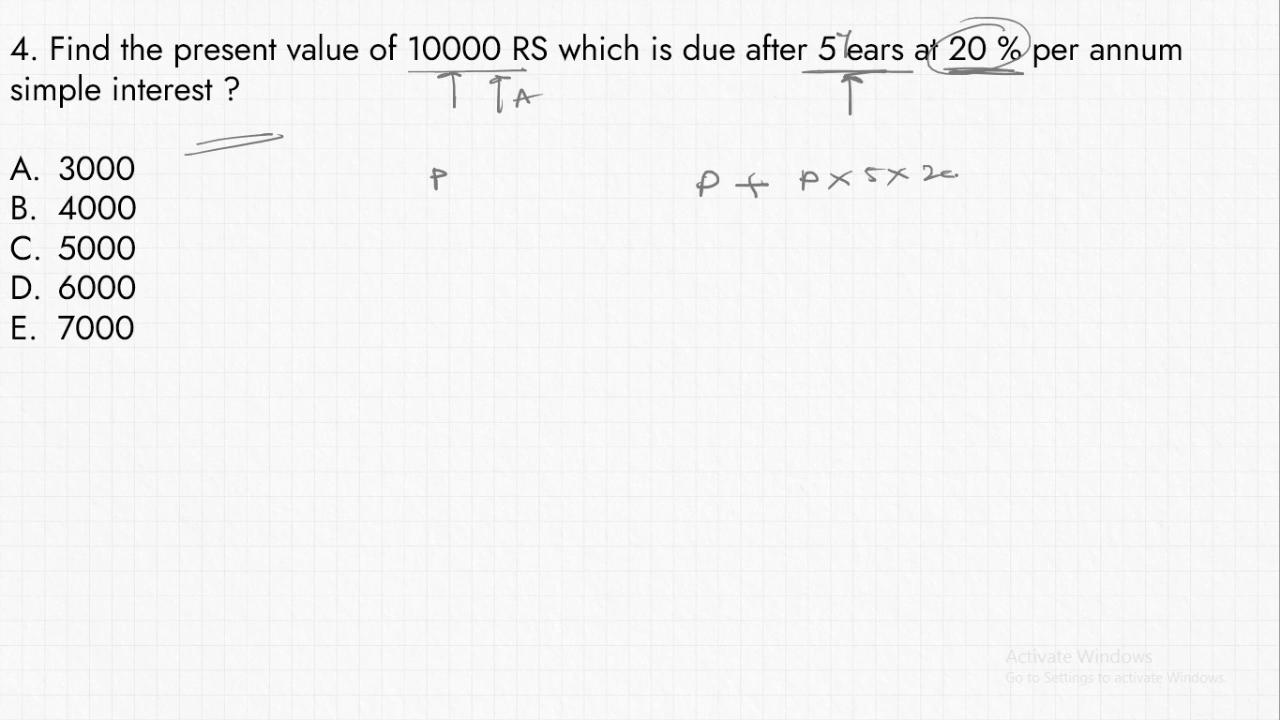 4. Find the present value of 10000 RS which is due after 5 Years at 20 % per annum
simple interest ?
A
A. 3000
P
P + P × 5 × 20
B. 4000
C. 5000
D. 6000
E. 7000
Activate Windows
Go to Settings to activate Windows.